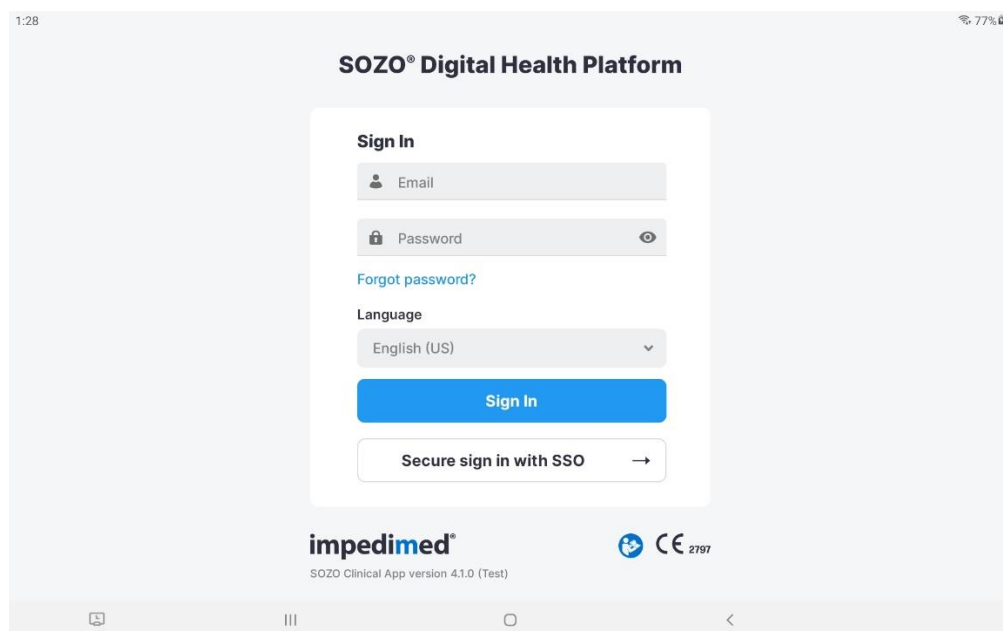 1:28
77%
SOZO® Digital Health Platform
Sign In
Email
Password
Forgot password?
Language
English (US)
Sign In
Secure sign in with SSO →
impedimed®
CE 2797
SOZO Clinical App version 4.1.0 (Test)